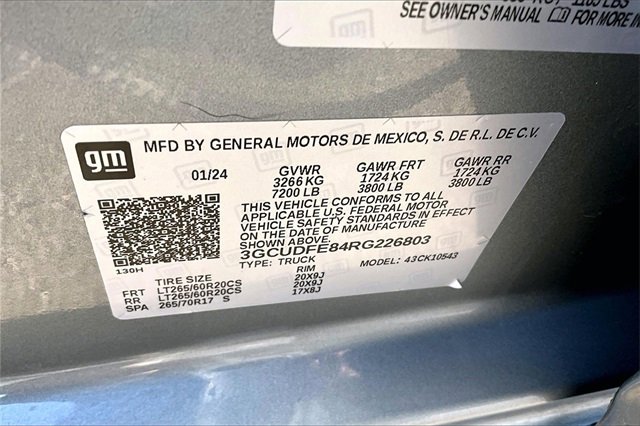 SEE OWNER'S MANUAL FOR MORE IN
gm
MFD BY GENERAL MOTORS DE MEXICO, S. DE R.L. DE C.V.
01/24 GVWR GAWR FRT GAWR RR
3266 KG 1724 KG 1724 KG
7200 LB 3800 LB 3800 LB
THIS VEHICLE CONFORMS TO ALL
APPLICABLE U.S. FEDERAL MOTOR
VEHICLE SAFETY STANDARDS IN EFFECT
ON THE DATE OF MANUFACTURE
SHOWN ABOVE.
3GCUDFE84RG226803
130H
TYPE: TRUCK MODEL: 43CK10543
TIRE SIZE RIM
FRT LT265/60R20CS 20X9J
RR LT265/60R20CS 20X9J
SPA 265/70R17 S 17X8J